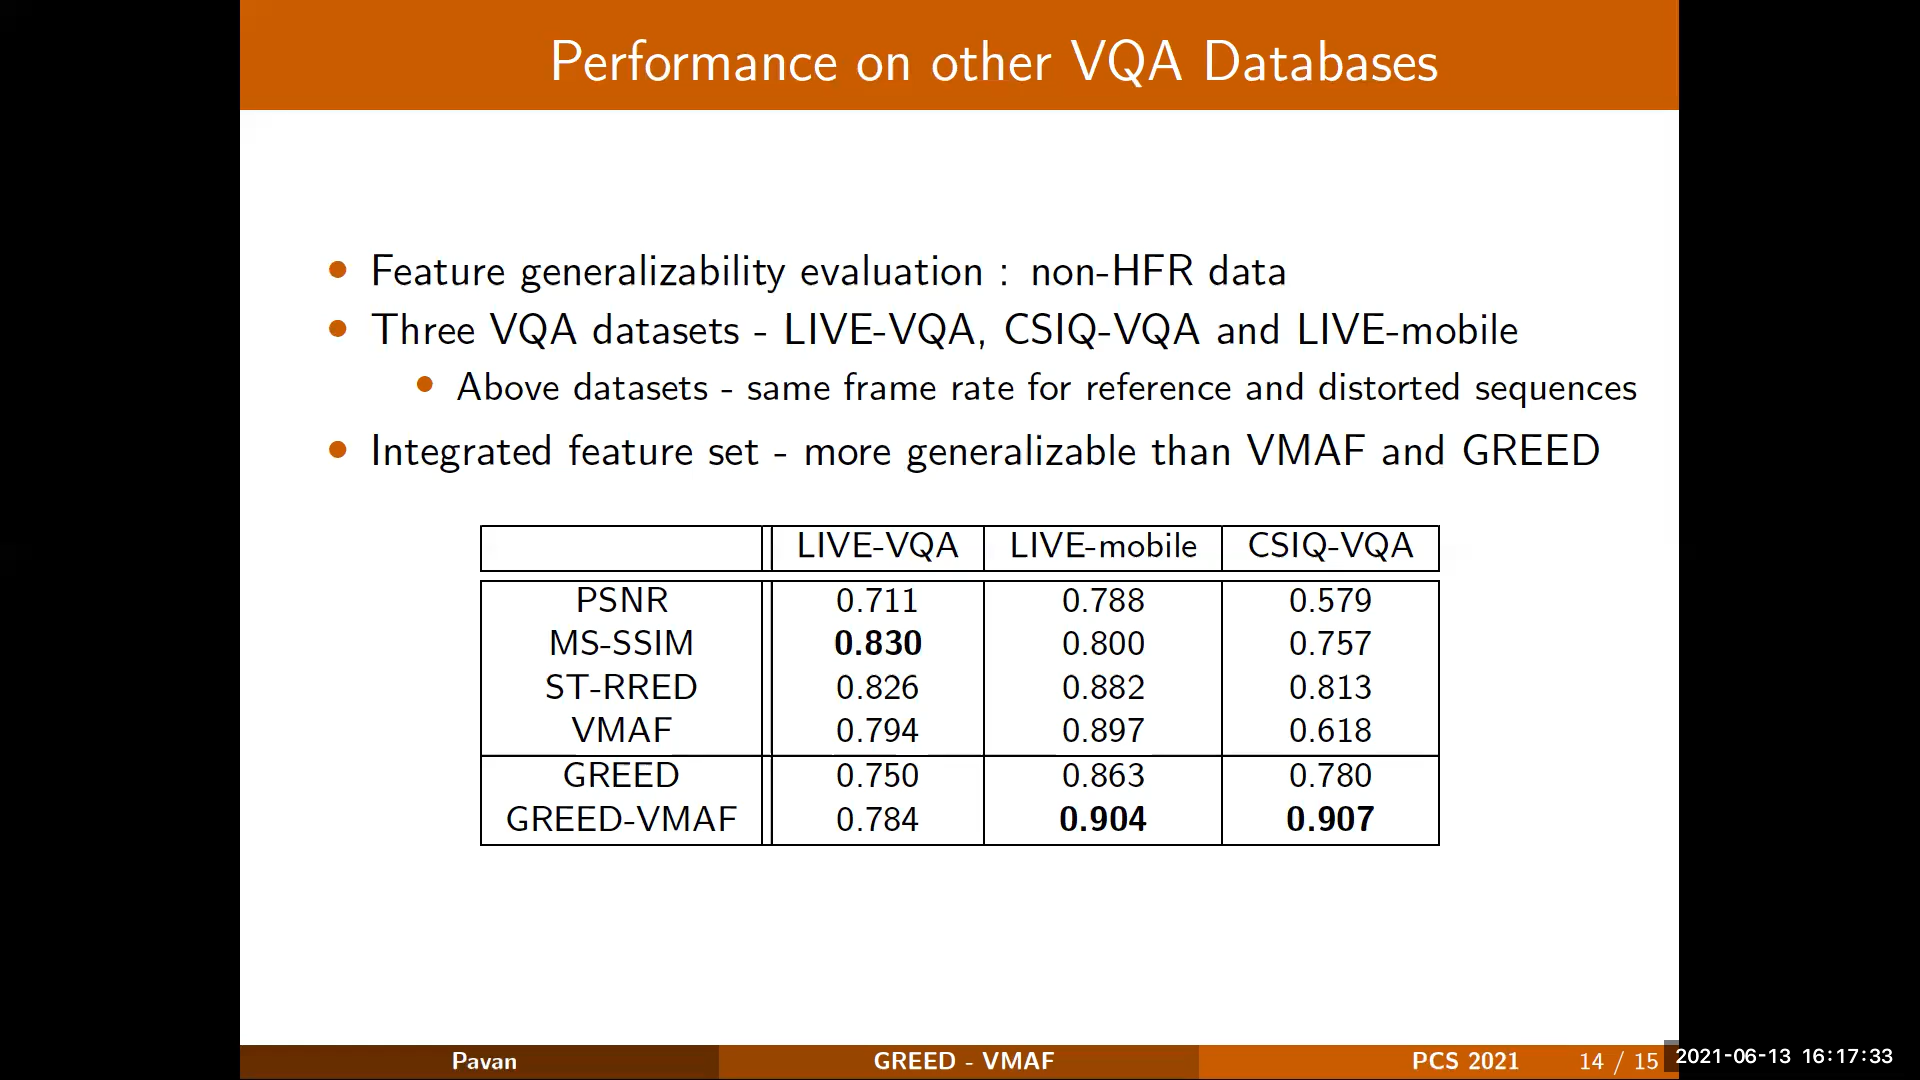 Performance on other VQA Databases
• Feature generalizability evaluation : non-HFR data
• Three VQA datasets - LIVE-VQA, CSIQ-VQA and LIVE-mobile
• Above datasets - same frame rate for reference and distorted sequences
• Integrated feature set - more generalizable than VMAF and GREED
LIVE-VQA LIVE-mobile CSIQ-VQA
PSNR 0.711 0.788 0.579
MS-SSIM 0.830 0.800 0.757
ST-RRED 0.826 0.882 0.813
VMAF 0.794 0.897 0.618
GREED 0.750 0.863 0.780
GREED-VMAF 0.784 0.904 0.907
Pavan GREED - VMAF PCS 2021 14 / 15
2021-06-13 16:17:33